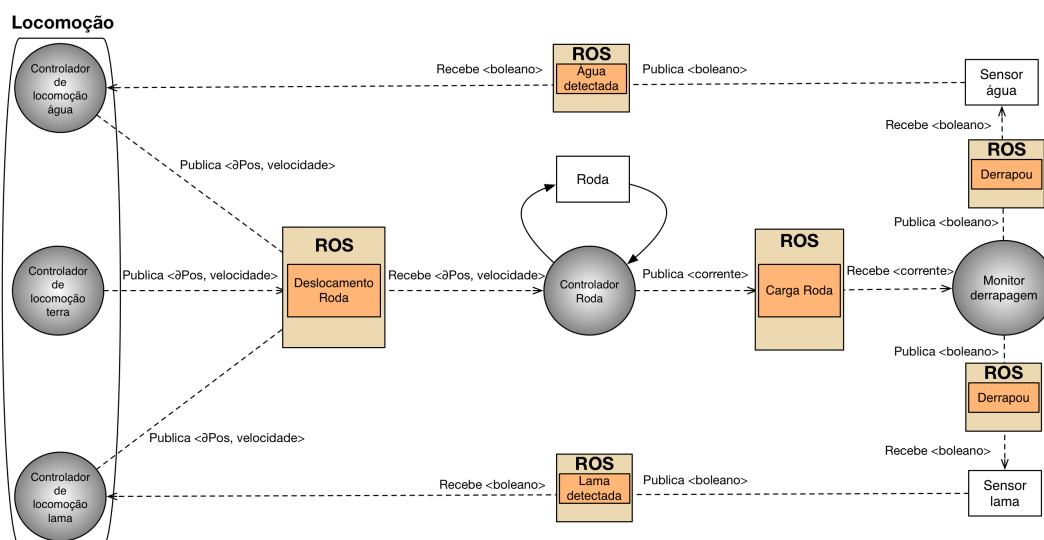 Locomoção
Controlador
de
locomoção
água
Recebe <boleano>
ROS
Água
detectada
Publica <boleano>
Sensor
água
Recebe <boleano>
ROS
Derrapou
Publica <boleano>
Publica <∂Pos, velocidade>
Roda
Controlador
de
locomoção
terra
Publica <∂Pos, velocidade>
ROS
Deslocamento
Roda
Recebe <∂Pos, velocidade>
Controlador
Roda
Publica <corrente>
ROS
Carga Roda
Recebe <corrente>
Monitor
derrapagem
Publica <boleano>
ROS
Derrapou
Recebe <boleano>
Publica <∂Pos, velocidade>
Controlador
de
locomoção
lama
Recebe <boleano>
ROS
Lama
detectada
Publica <boleano>
Sensor
lama